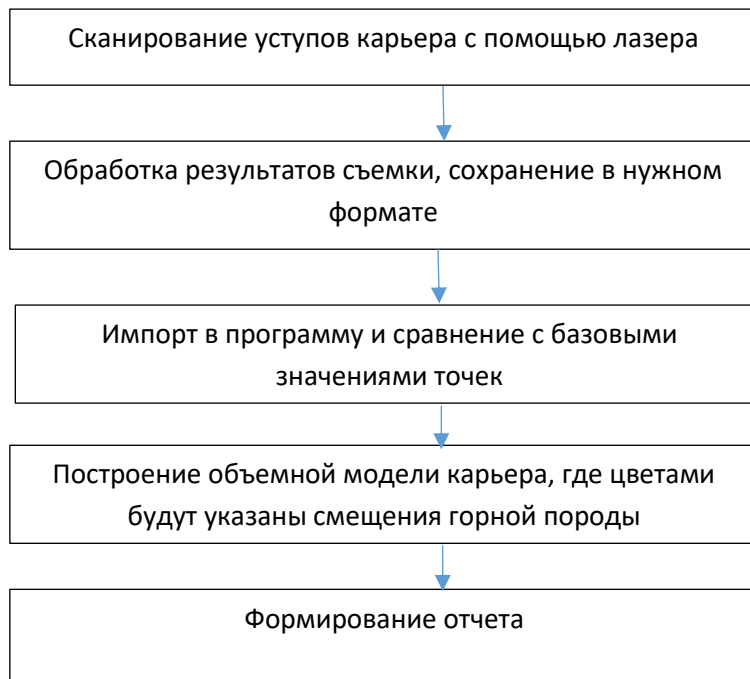 Сканирование уступов карьера с помощью лазера
Обработка результатов съемки, сохранение в нужном
формате
Импорт в программу и сравнение с базовыми
значениями точек
Построение объемной модели карьера, где цветами
будут указаны смещения горной породы
Формирование отчета